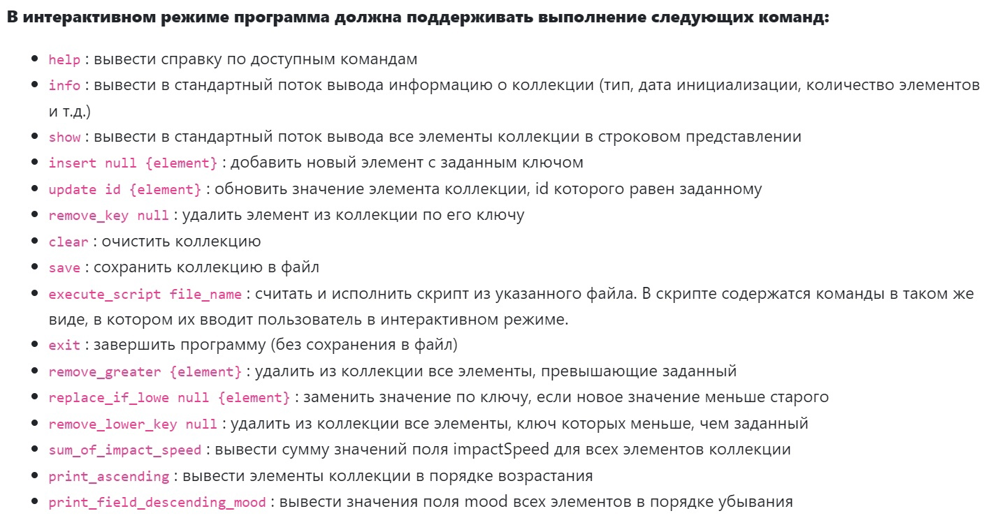 В интерактивном режиме программа должна поддерживать выполнение следующих команд:
help : вывести справку по доступным командам
info : вывести в стандартный поток вывода информацию о коллекции (тип, дата инициализации, количество элементов
и т.д.)
show : вывести в стандартный поток вывода все элементы коллекции в строковом представлении
insert null {element} : добавить новый элемент с заданным ключом
update id {element} : обновить значение элемента коллекции, id которого равен заданному
remove_key null : удалить элемент из коллекции по его ключу
clear : очистить коллекцию
save : сохранить коллекцию в файл
execute_script file_name : считать и исполнить скрипт из указанного файла. В скрипте содержатся команды в таком же
виде, в котором их вводит пользователь в интерактивном режиме.
exit : завершить программу (без сохранения в файл)
remove_greater {element} : удалить из коллекции все элементы, превышающие заданный
replace_if_lowe null {element} : заменить значение по ключу, если новое значение меньше старого
remove_lower_key null : удалить из коллекции все элементы, ключ которых меньше, чем заданный
sum_of_impact_speed : вывести сумму значений поля impactSpeed для всех элементов коллекции
print_ascending : вывести элементы коллекции в порядке возрастания
print_field_descending_mood : вывести значения поля mood всех элементов в порядке убывания